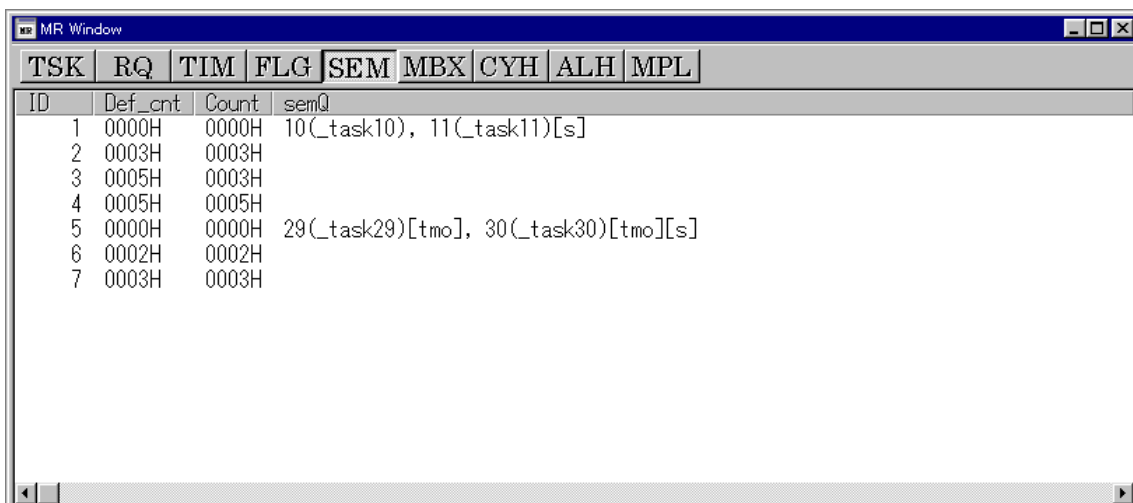 MR MR Window
TSK RQ TIM FLG SEM MBX CYH ALH MPL
ID Def_cnt Count semQ
1 0000H 0000H 10(_task10), 11(_task11)[s]
2 0003H 0003H
3 0005H 0003H
4 0005H 0005H
5 0000H 0000H 29(_task29)[tmo], 30(_task30)[tmo][s]
6 0002H 0002H
7 0003H 0003H